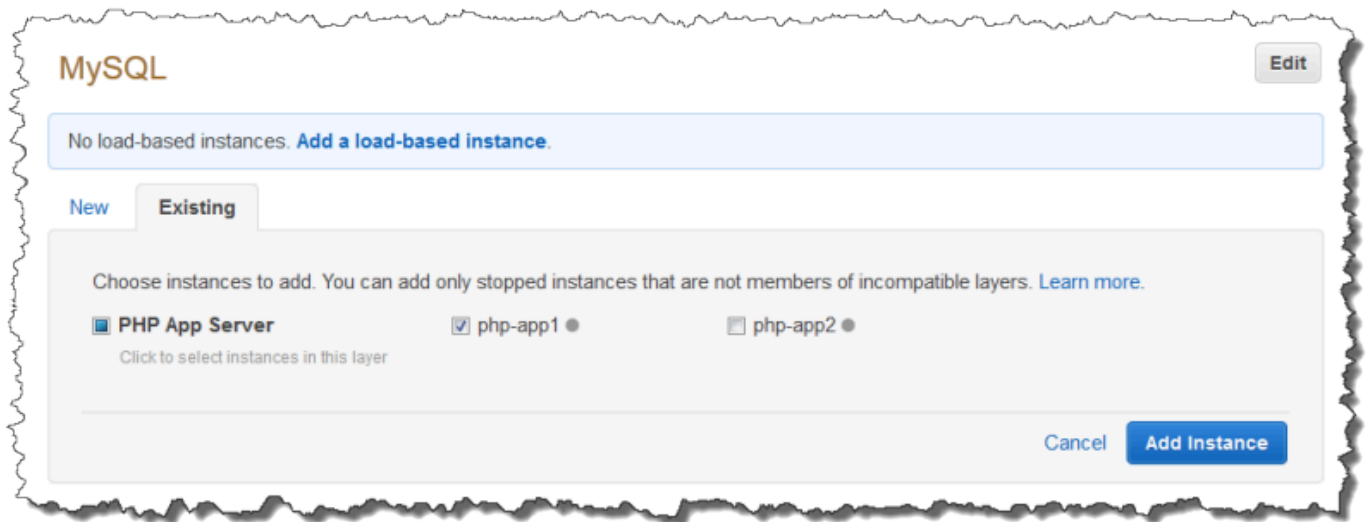 MySQL
Edit
No load-based instances. Add a load-based instance.
New Existing
Choose instances to add. You can add only stopped instances that are not members of incompatible layers. Learn more.
PHP App Server php-app1 php-app2
Click to select instances in this layer
Cancel Add Instance